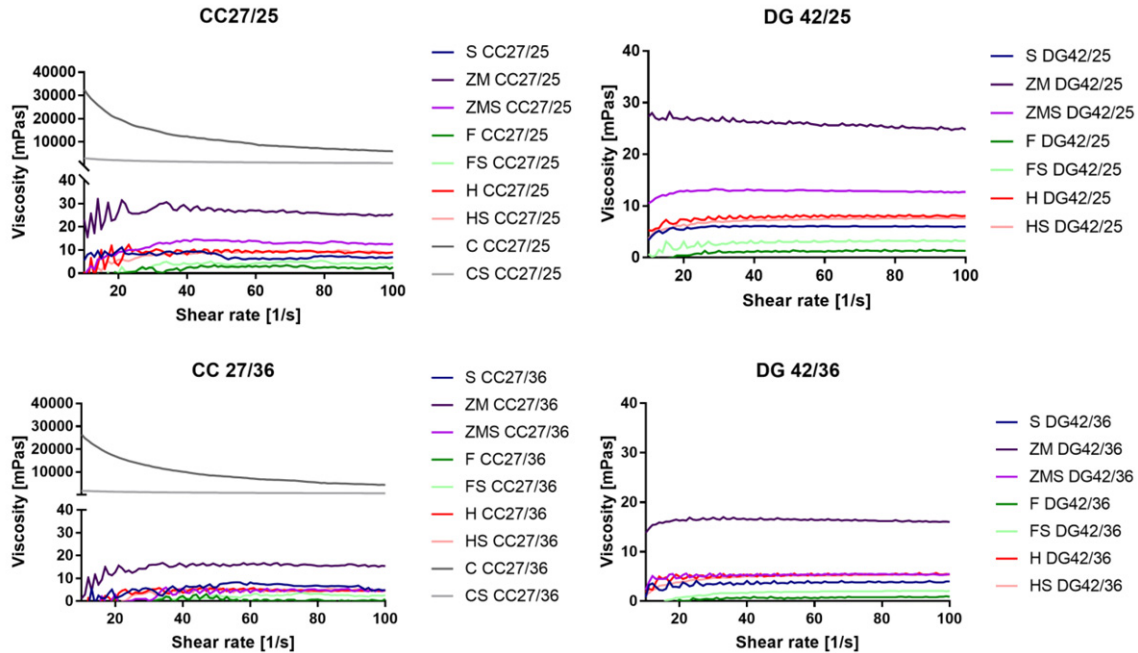 CC27/25
Viscosity [mPas]
40000
30000
20000
10000
40
30
20
10
0
20
40
60
80
100
Shear rate [1/s]
S CC27/25
ZM CC27/25
ZMS CC27/25
F CC27/25
FS CC27/25
H CC27/25
HS CC27/25
C CC27/25
CS CC27/25
DG 42/25
Viscosity [mPas]
40
30
20
10
0
20
40
60
80
100
Shear rate [1/s]
S DG42/25
ZM DG42/25
ZMS DG42/25
F DG42/25
FS DG42/25
H DG42/25
HS DG42/25
CC 27/36
Viscosity [mPas]
40000
30000
20000
10000
40
30
20
10
0
20
40
60
80
100
Shear rate [1/s]
S CC27/36
ZM CC27/36
ZMS CC27/36
F CC27/36
FS CC27/36
H CC27/36
HS CC27/36
C CC27/36
CS CC27/36
DG 42/36
Viscosity [mPas]
40
30
20
10
0
20
40
60
80
100
Shear rate [1/s]
S DG42/36
ZM DG42/36
ZMS DG42/36
F DG42/36
FS DG42/36
H DG42/36
HS DG42/36